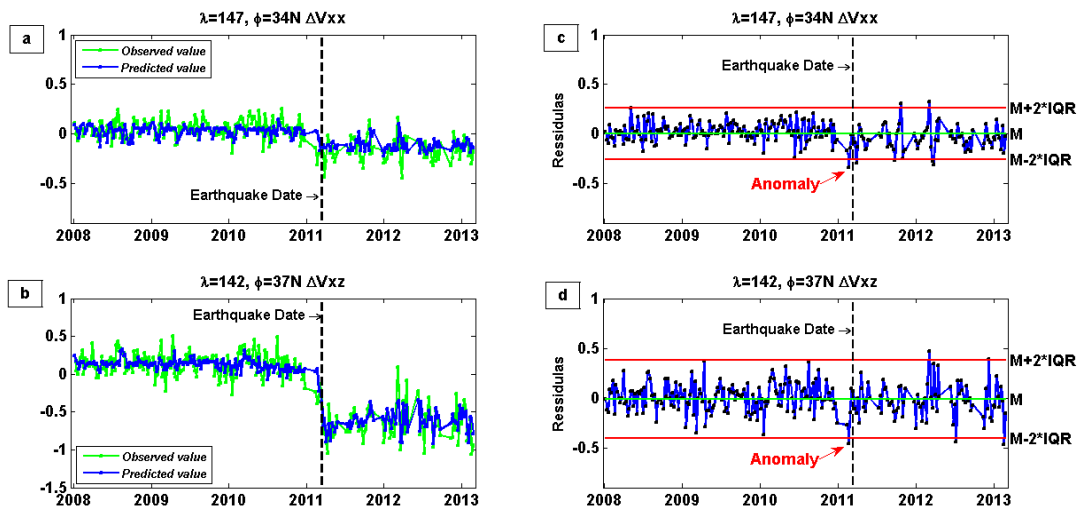 λ=147, ϕ=34N ΔVxx
a
1
0.5
0
-0.5
Observed value
Predicted value
Earthquake Date
2008 2009 2010 2011 2012 2013
λ=147, ϕ=34N ΔVxx
c
Ressidulas
1
0.5
0
-0.5
Earthquake Date
M+2*IQR
M
M-2*IQR
Anomaly
2008 2009 2010 2011 2012 2013
λ=142, ϕ=37N ΔVxz
b
1
0.5
0
-0.5
-1
-1.5
Earthquake Date
Observed value
Predicted value
2008 2009 2010 2011 2012 2013
λ=142, ϕ=37N ΔVxz
d
Ressidulas
1
0.5
0
-0.5
Earthquake Date
M+2*IQR
M
M-2*IQR
Anomaly
2008 2009 2010 2011 2012 2013